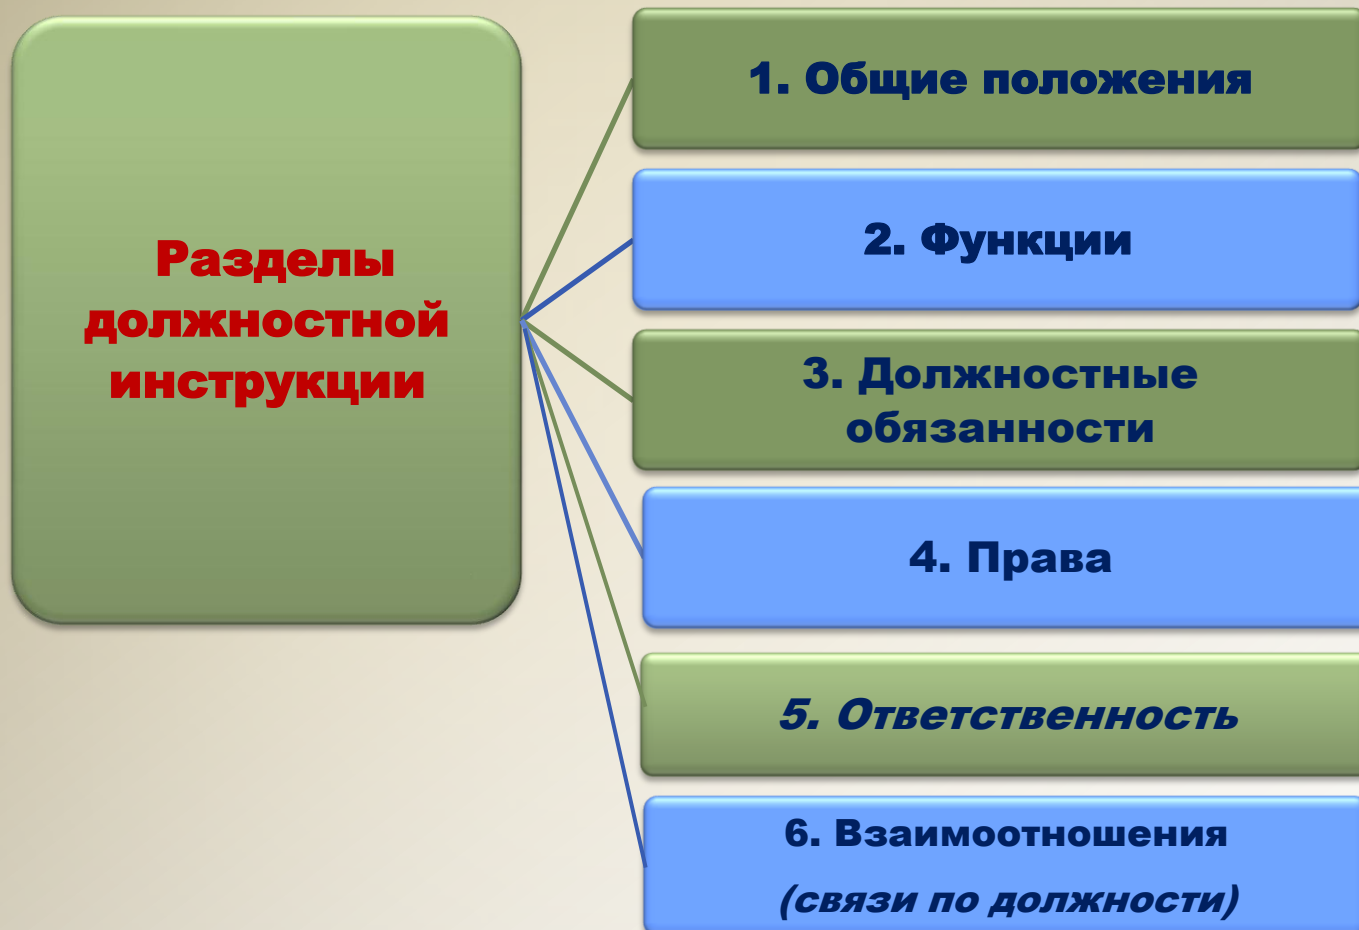 Разделы
должностной
инструкции
1. Общие положения
2. Функции
3. Должностные
обязанности
4. Права
5. Ответственность
6. Взаимоотношения
(связи по должности)